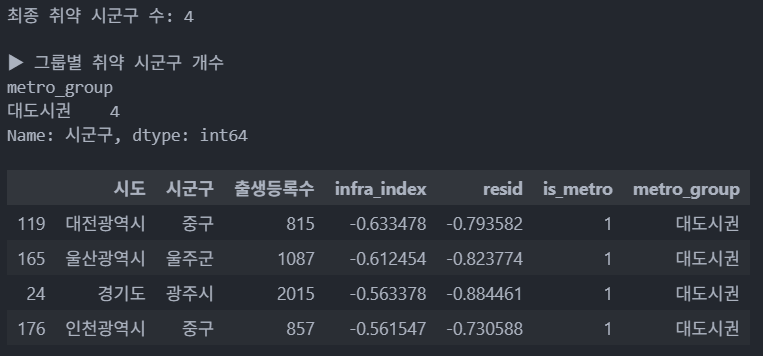 최종 취약 시군구 수: 4
▶ 그룹별 취약 시군구 개수
metro_group
대도시권    4
Name: 시군구, dtype: int64
시도 시군구 출생등록수 infra_index resid is_metro metro_group
119 대전광역시 중구 815 -0.633478 -0.793582 1 대도시권
165 울산광역시 울주군 1087 -0.612454 -0.823774 1 대도시권
24 경기도 광주시 2015 -0.563378 -0.884461 1 대도시권
176 인천광역시 중구 857 -0.561547 -0.730588 1 대도시권